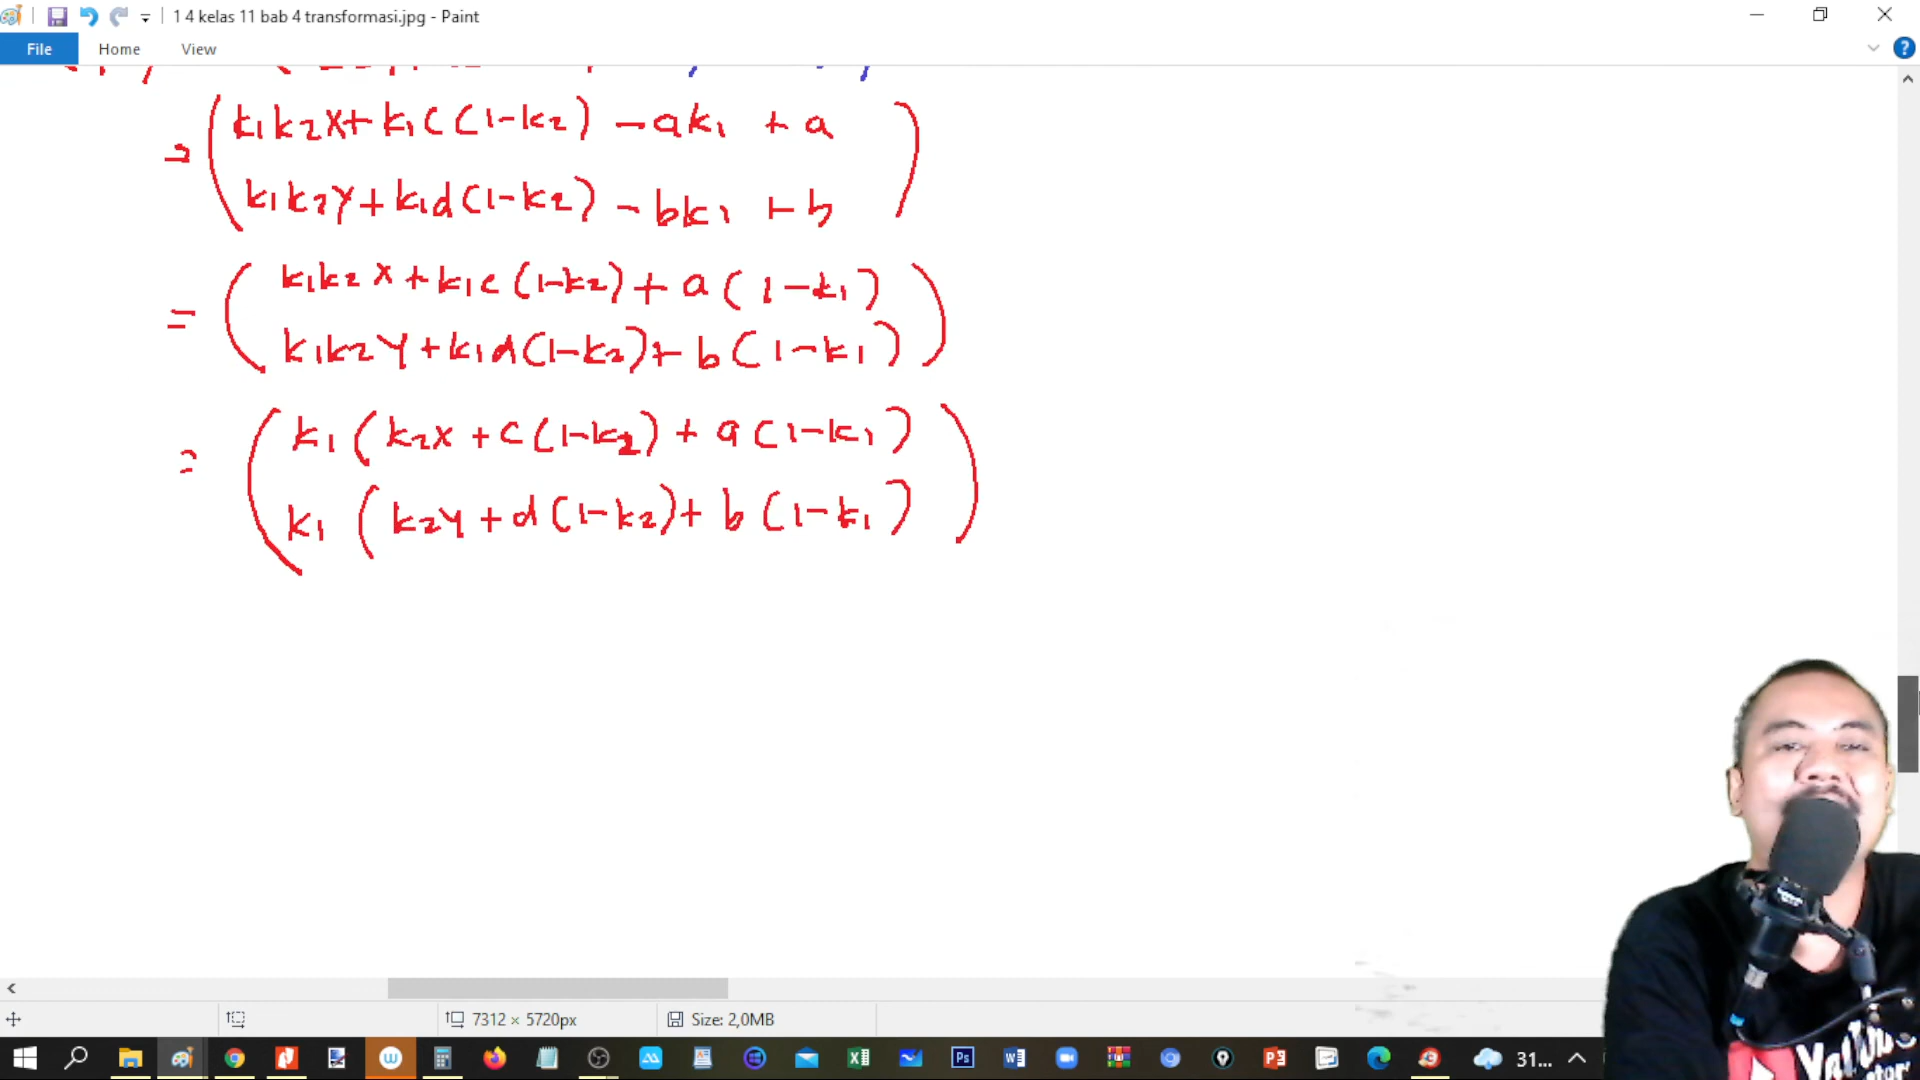 1 4 kelas 11 bab 4 transformasi.jpg - Paint
File Home View
= ( k1k2x + k1c(1-k2) - ak1 + a
k1k2y + k1d(1-k2) - bk1 + b )
= ( k1k2x + k1c(1-k2) + a(1-k1)
k1k2y + k1d(1-k2) + b(1-k1) )
= ( k1(k2x + c(1-k2) + a(1-k1)
k1(k2y + d(1-k2) + b(1-k1) )
7312 × 5720px Size: 2,0MB
31...